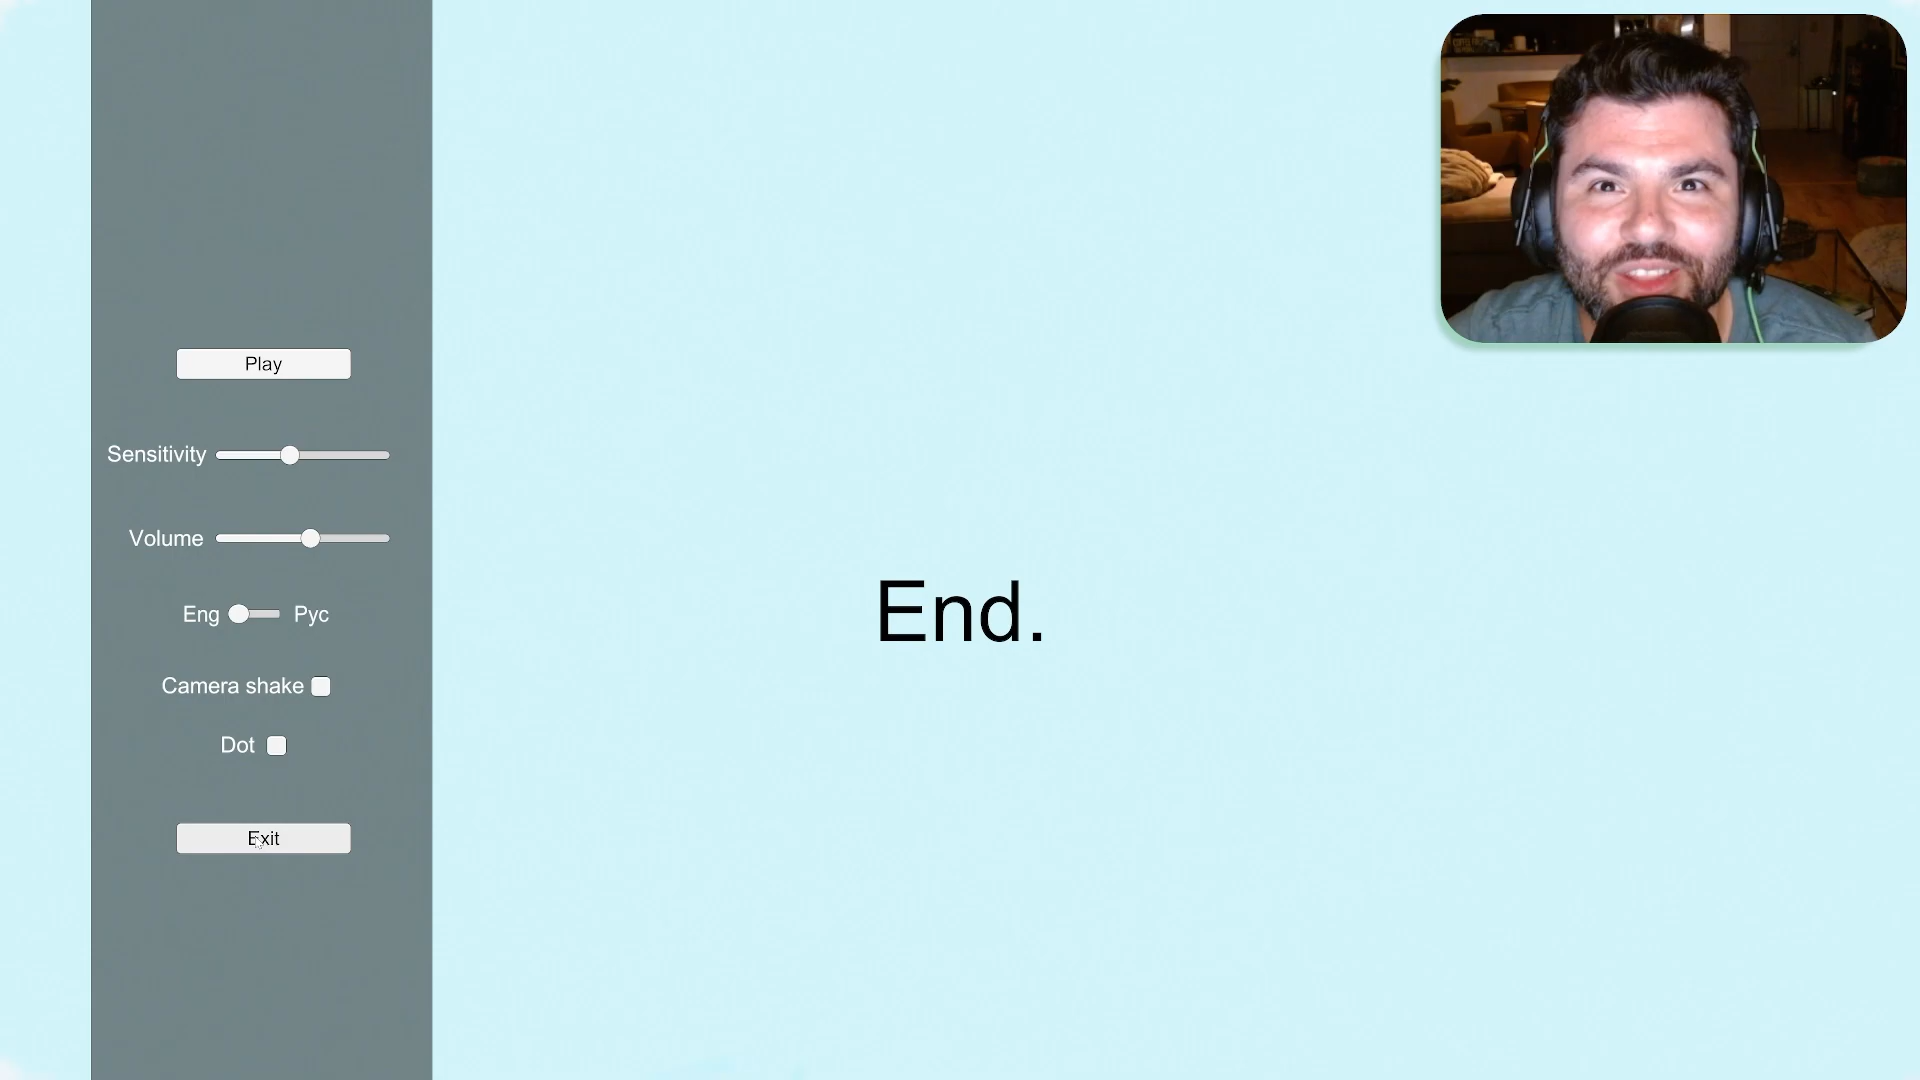 Play
Sensitivity
Volume
Eng Рус
Camera shake
Dot
Exit
End.